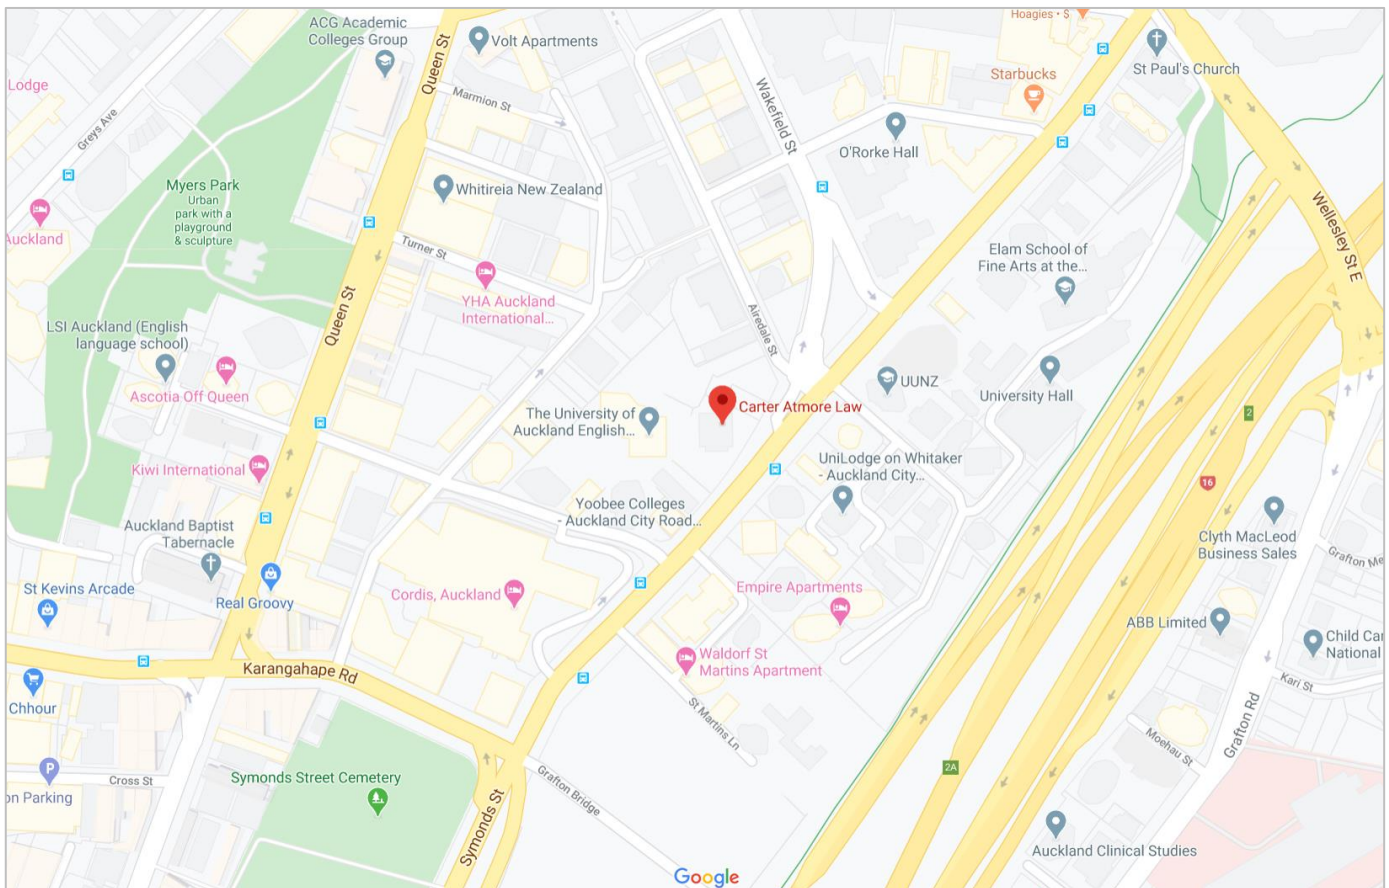 ACG Academic
Colleges Group
Queen St
Volt Apartments
Hoagies • $
St Paul's Church
Starbucks
Lodge
Greys Ave
Marmion St
Wakefield St
O'Rorke Hall
Myers Park
Urban
park with a
playground
& sculpture
Whitireia New Zealand
Auckland
Turner St
Wellesley St E
Elam School of
Fine Arts at the...
YHA Auckland
International...
Queen St
LSI Auckland (English
language school)
Airedale St
Ascotia Off Queen
UUNZ
University Hall
The University of
Auckland English...
Carter Atmore Law
2
Kiwi International
UniLodge on Whitaker
- Auckland City...
16
Yoobee Colleges
- Auckland City Road...
Auckland Baptist
Tabernacle
Clyth MacLeod
Business Sales
Grafton Me
St Kevins Arcade
Real Groovy
Cordis, Auckland
Empire Apartments
ABB Limited
Child Ca
National
Karangahape Rd
Waldorf St
Martins Apartment
Kari St
Chhour
St Martins Ln
Grafton Rd
Moehau St
P
on Parking
Cross St
Symonds Street Cemetery
Grafton Bridge
2A
Symonds St
Auckland Clinical Studies
Google